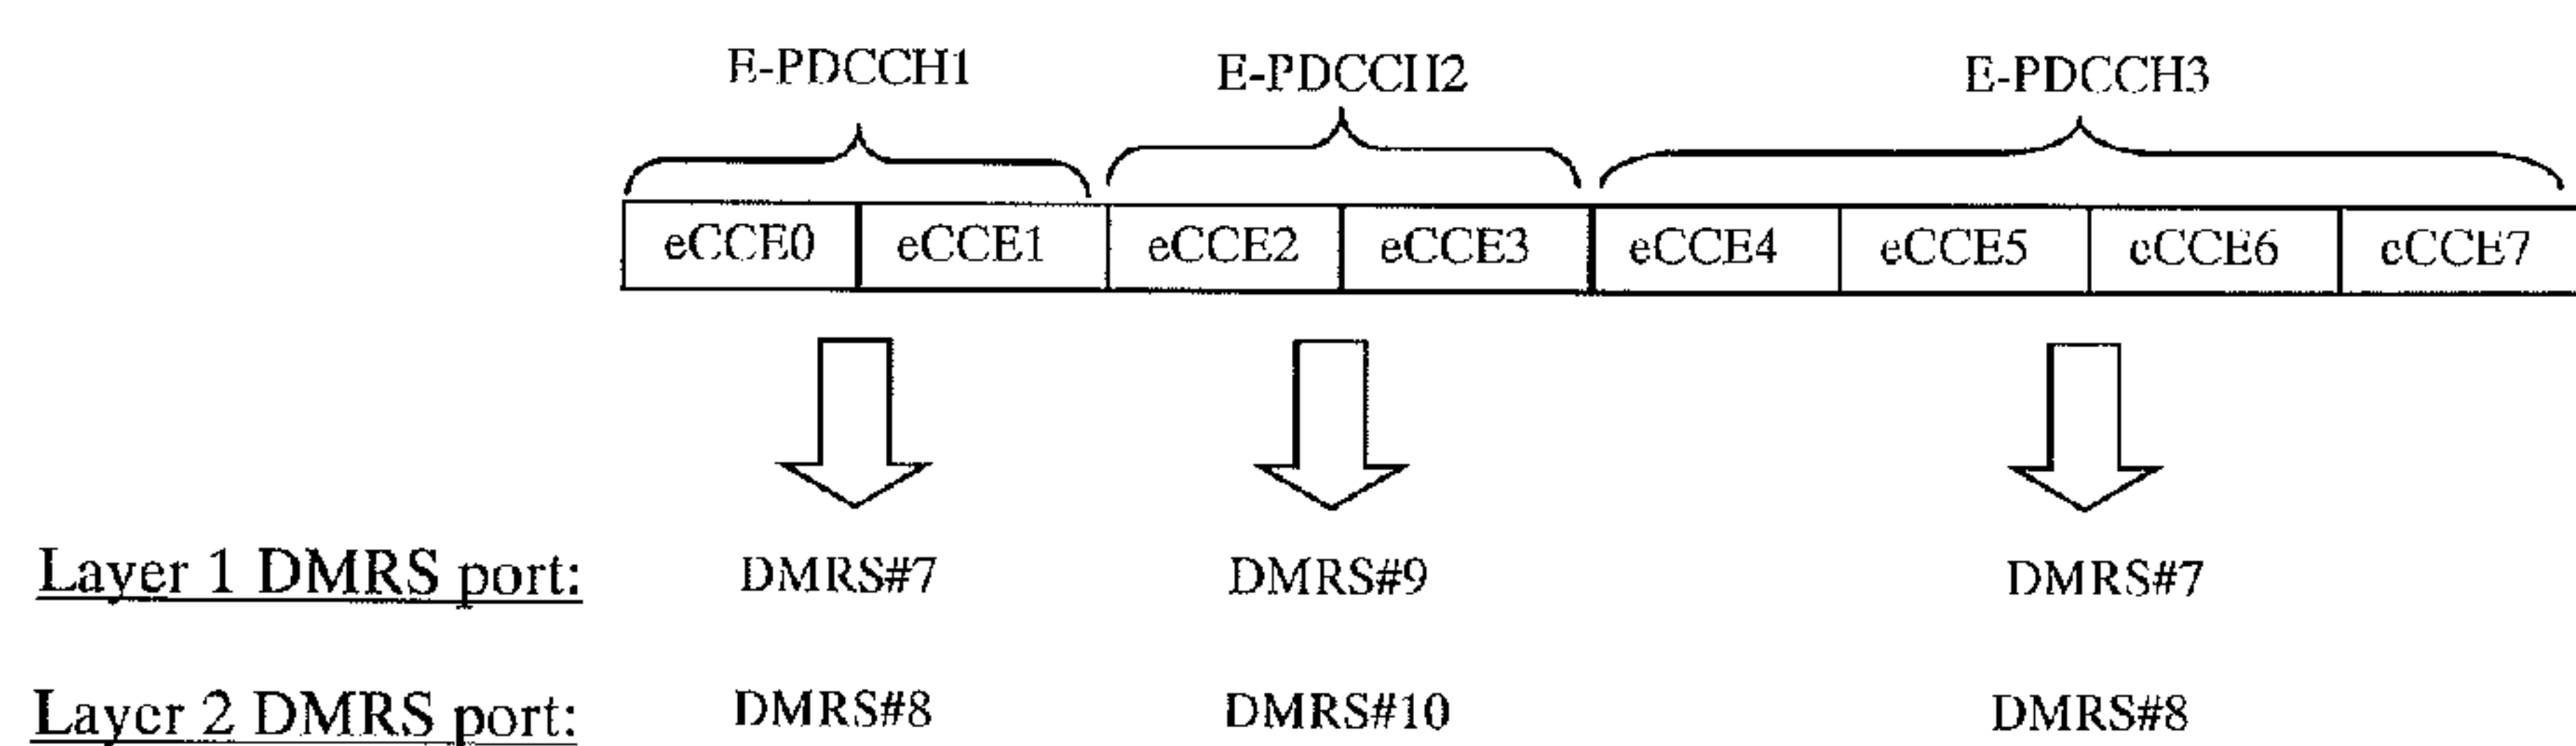 E-PDCCH1 E-PDCCH2 E-PDCCH3
eCCE0 eCCE1 eCCE2 eCCE3 eCCE4 eCCE5 eCCE6 eCCE7
Layer 1 DMRS port: DMRS#7 DMRS#9 DMRS#7
Layer 2 DMRS port: DMRS#8 DMRS#10 DMRS#8